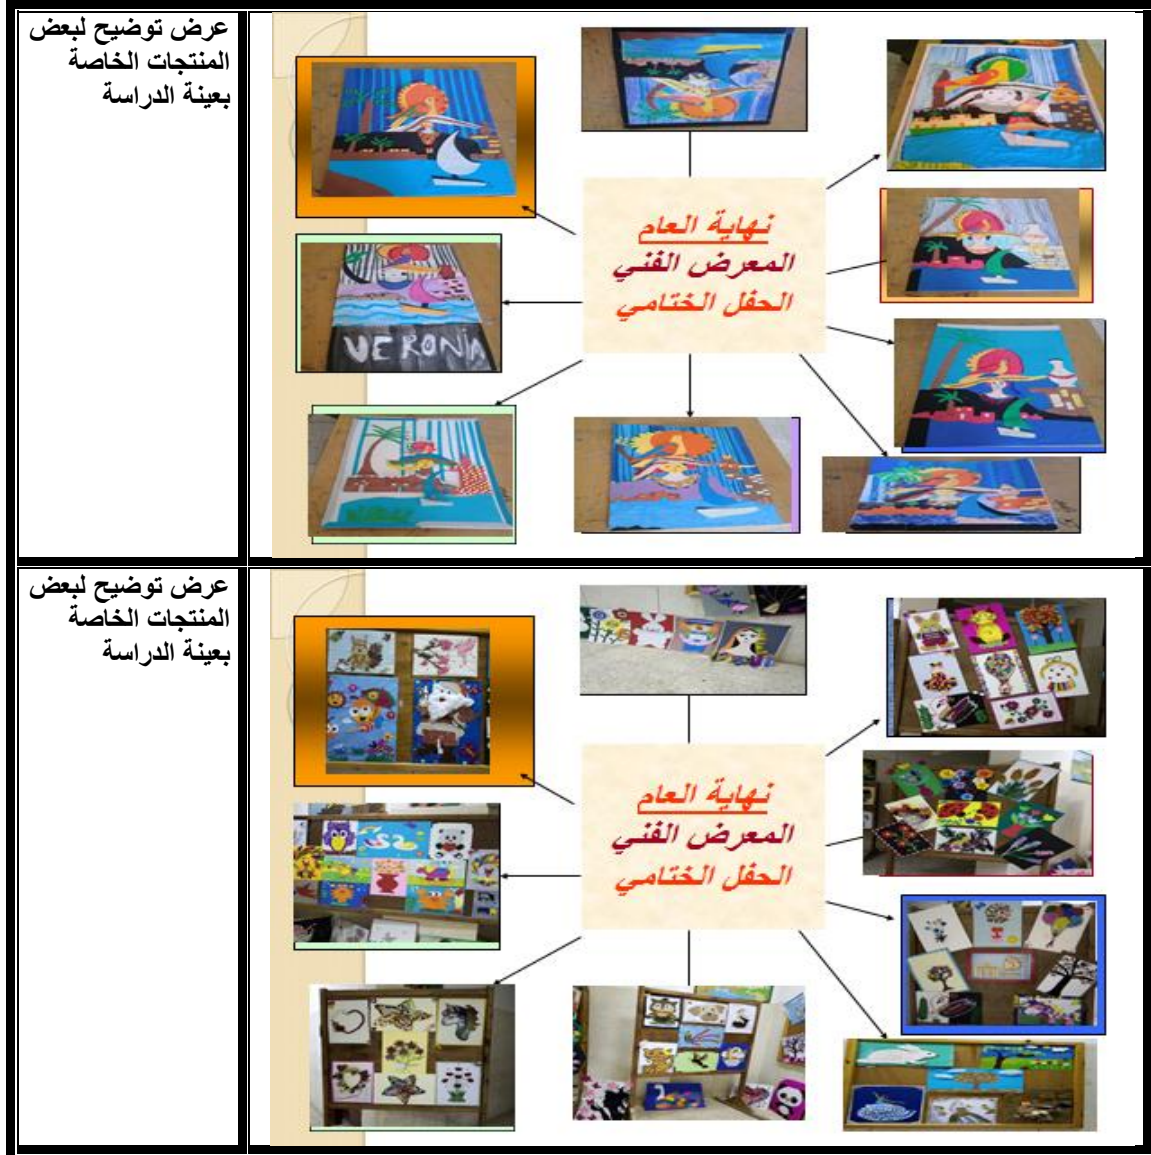 عرض توضيح لبعض
المنتجات الخاصة
بعينة الدراسة
نهاية العام
المعرض الفني
الحفل الختامي
VERONIA
عرض توضيح لبعض
المنتجات الخاصة
بعينة الدراسة
نهاية العام
المعرض الفني
الحفل الختامي